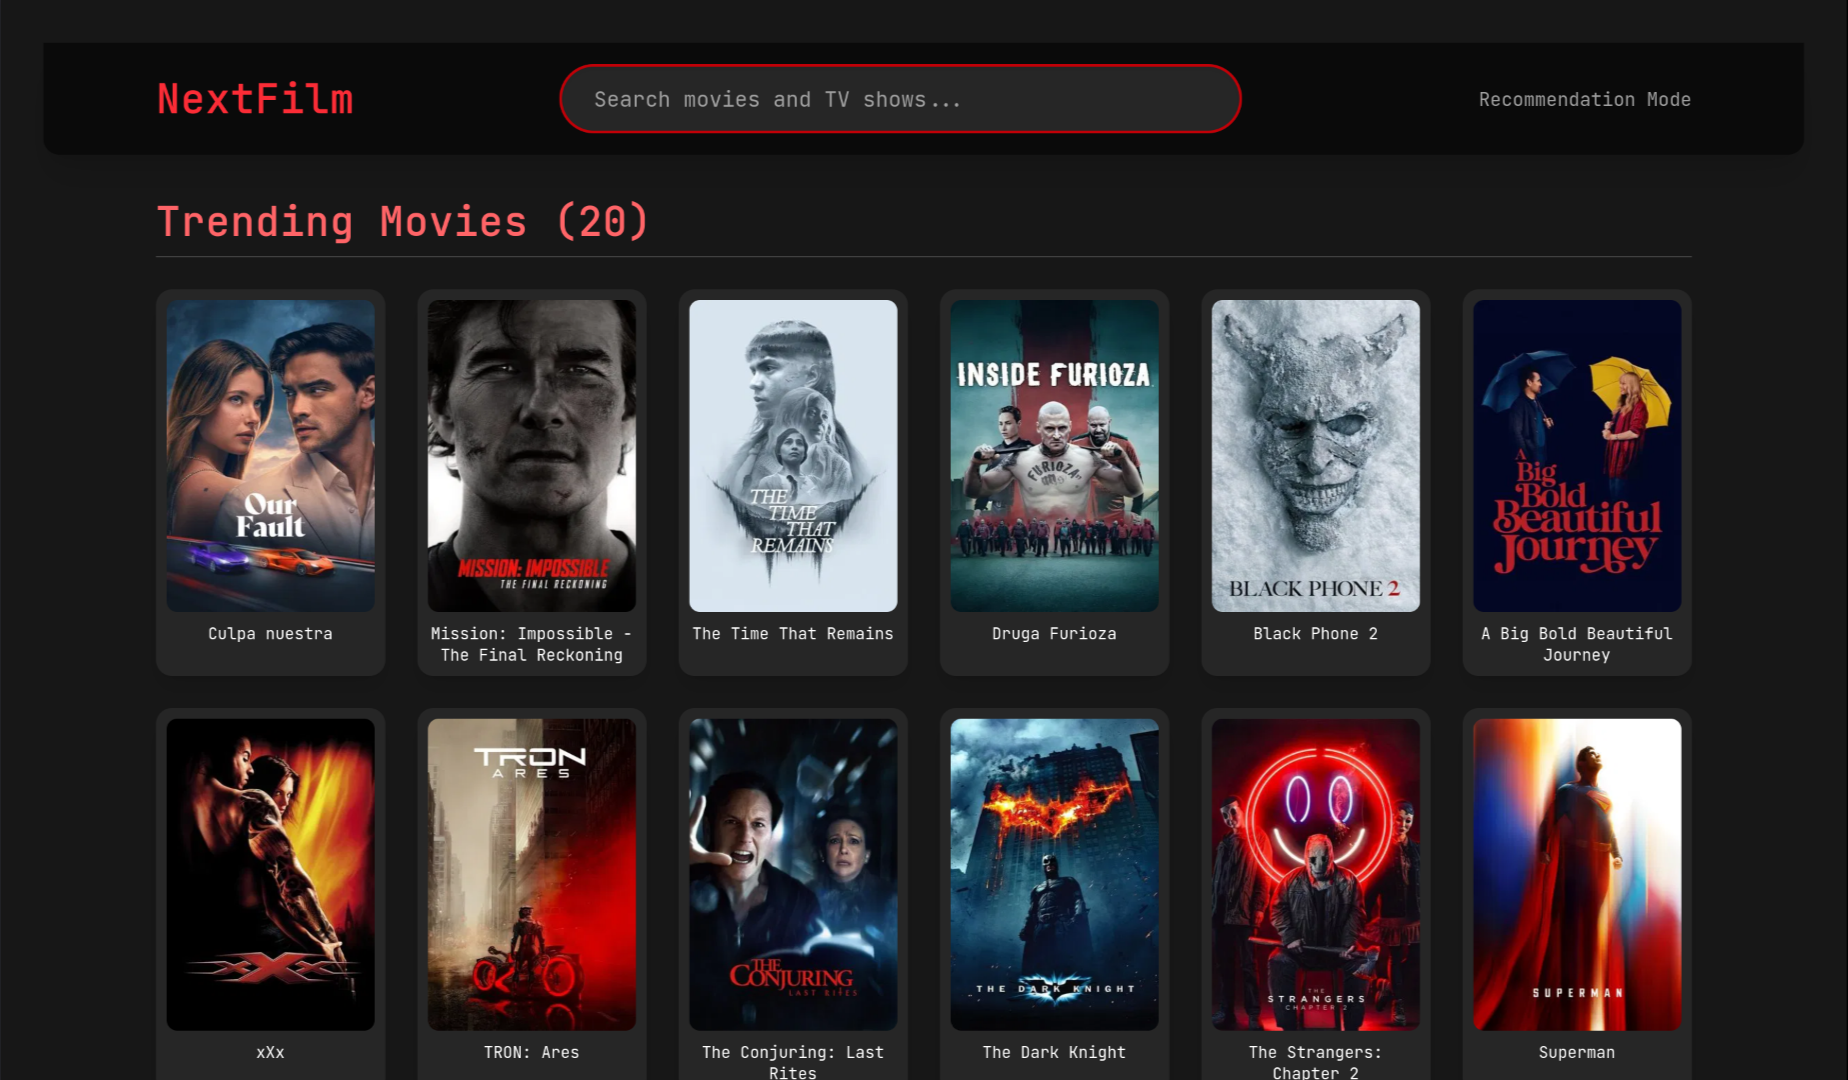 NextFilm
Search movies and TV shows...
Recommendation Mode
Trending Movies (20)
Our
Fault
Culpa nuestra
MISSION: IMPOSSIBLE
THE FINAL RECKONING
Mission: Impossible -
The Final Reckoning
THE
TIME
THAT
REMAINS
The Time That Remains
INSIDE FURIOZA
FURIOZA
Druga Furioza
BLACK PHONE 2
Black Phone 2
A
Big
Bold
Beautiful
Journey
A Big Bold Beautiful
Journey
xXx
xXx
TRON
ARES
TRON: Ares
THE
CONJURING
LAST RITES
The Conjuring: Last
Rites
THE DARK KNIGHT
The Dark Knight
THE
STRANGERS
CHAPTER 2
The Strangers:
Chapter 2
SUPERMAN
Superman